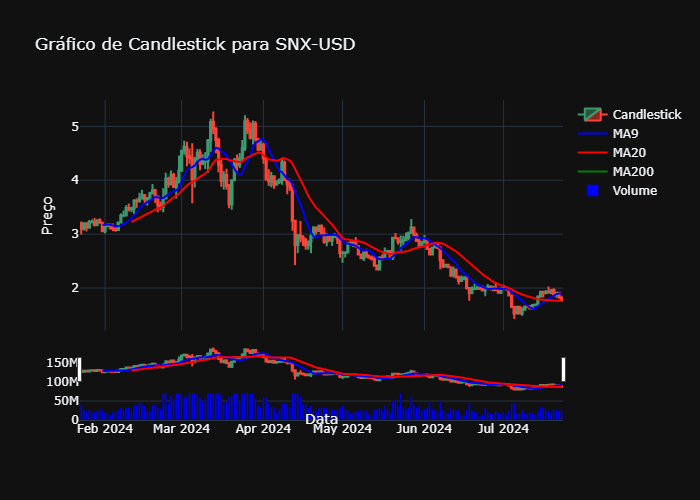 Gráfico de Candlestick para SNX-USD
Candlestick
MA9
MA20
MA200
Volume
Preço
5
4
3
2
150M
100M
50M
0
Feb 2024
Mar 2024
Apr 2024
May 2024
Jun 2024
Jul 2024
Data